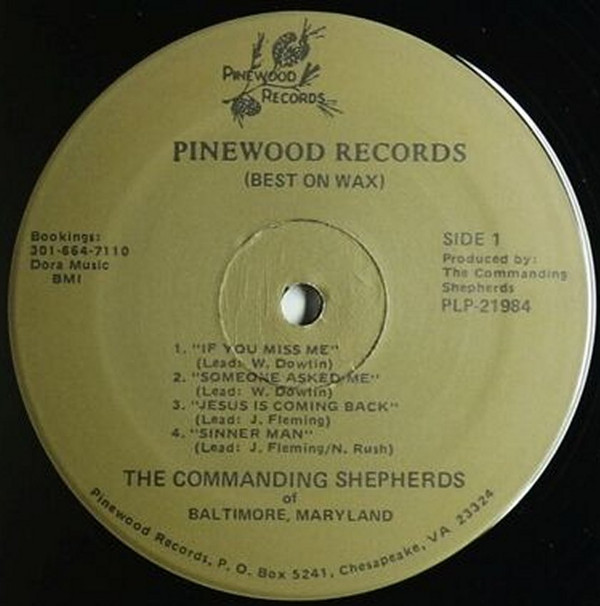 PINEWOOD
RECORDS
PINEWOOD RECORDS
(BEST ON WAX)
Bookings:
301-664-7110
Dora Music
BMI
SIDE 1
Produced by:
The Commanding
Shepherds
PLP-21984
1. "IF YOU MISS ME"
(Lead: W. Dowtin)
2. "SOMEONE ASKED ME"
(Lead: W. Dowtin)
3. "JESUS IS COMING BACK"
(Lead: J. Fleming)
4. "SINNER MAN"
(Lead: J. Fleming/N. Rush)
THE COMMANDING SHEPHERDS
of
BALTIMORE, MARYLAND
Pinewood Records, P. O. Box 5241, Chesapeake, VA 23324